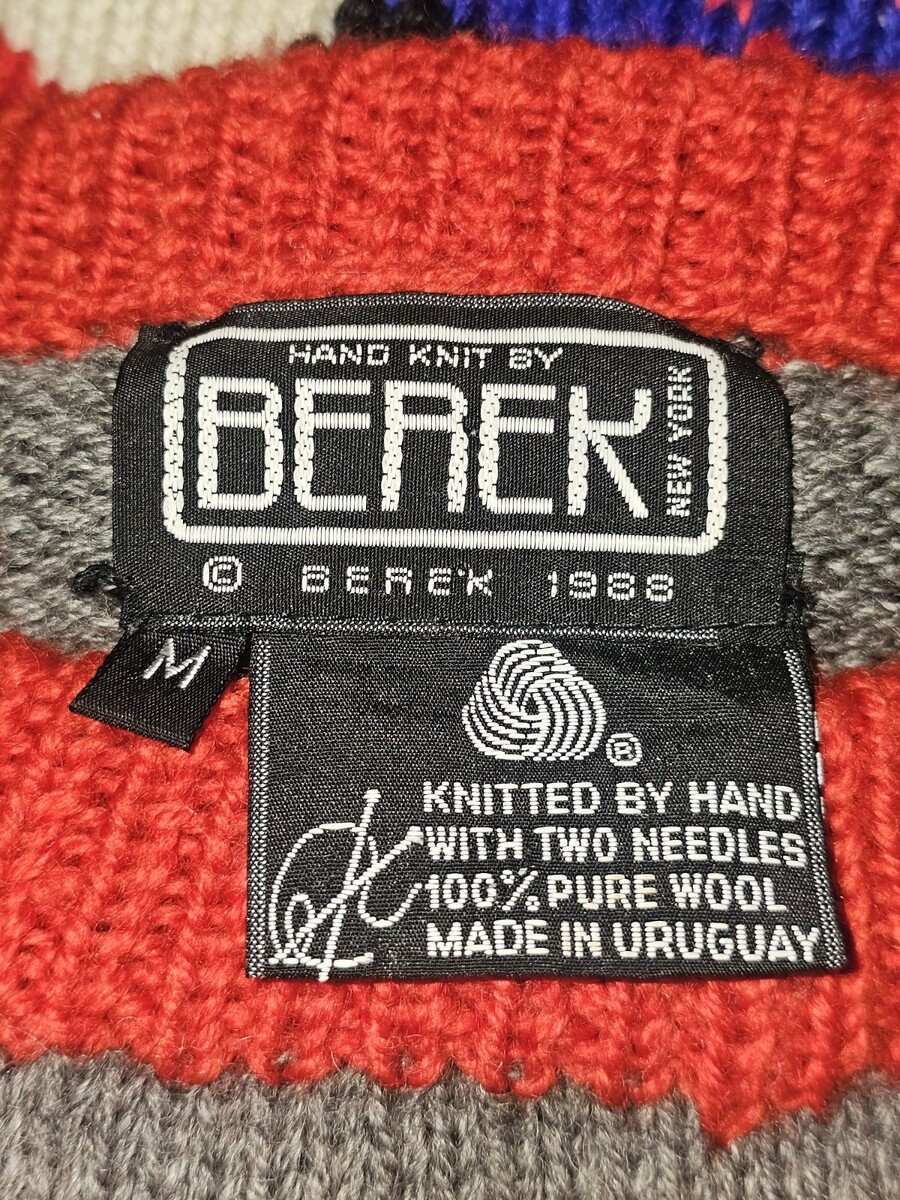 HAND KNIT BY
BEREK
NEW YORK
© BEREK 1988
M
®
KNITTED BY HAND
WITH TWO NEEDLES
100% PURE WOOL
MADE IN URUGUAY